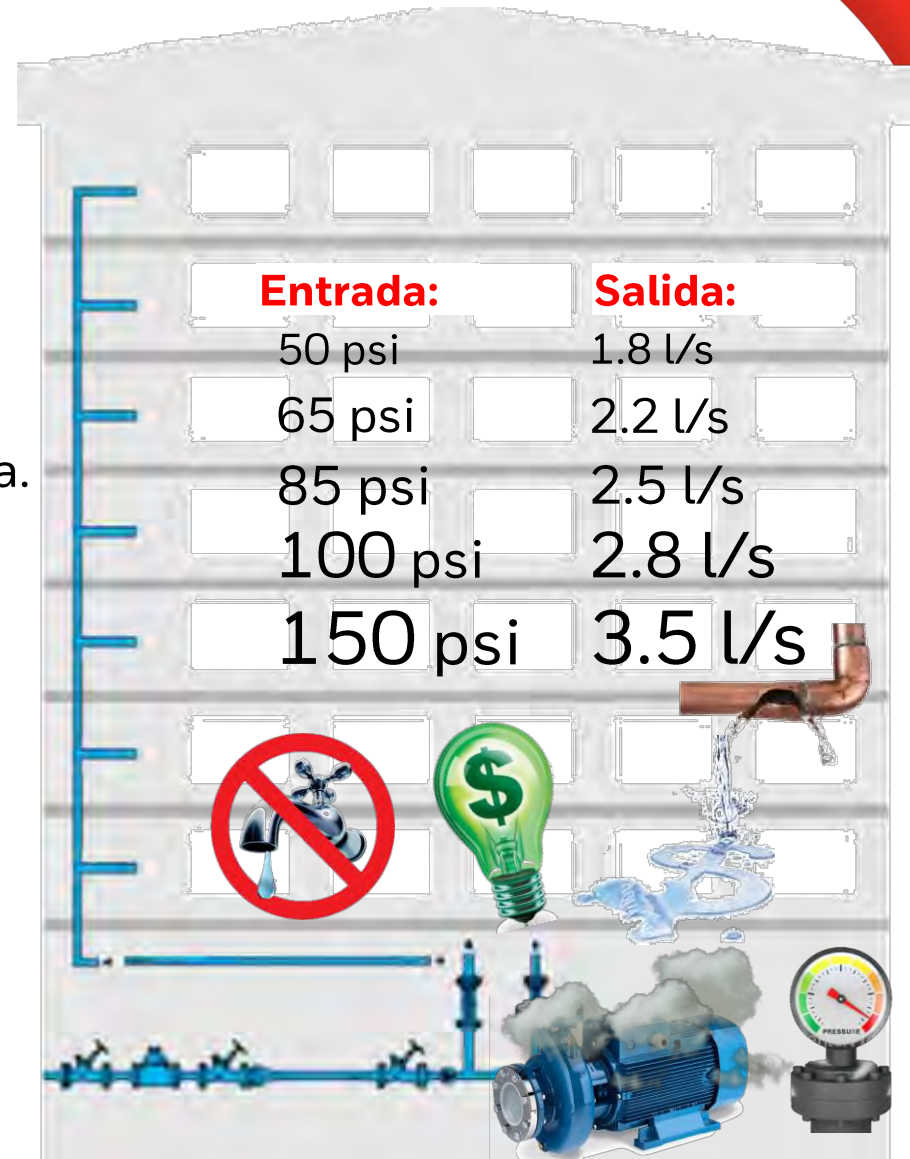 Entrada: Salida:
50 psi 1.8 l/s
65 psi 2.2 l/s
a.
85 psi 2.5 l/s
100 psi 2.8 l/s
150 psi 3.5 l/s
$
PRESSURE